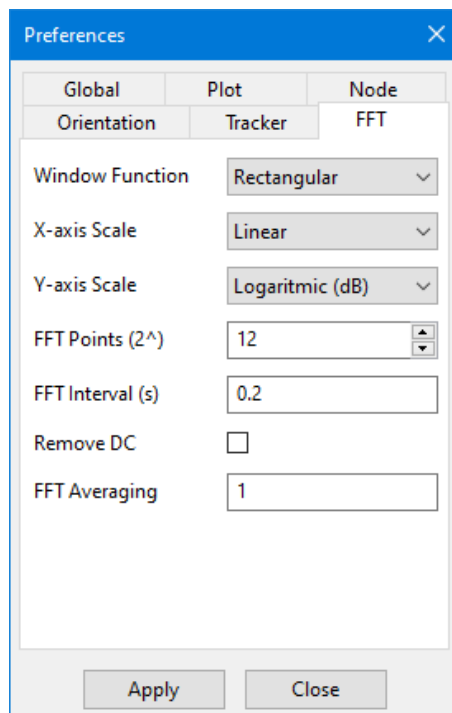 Preferences
Global Plot Node
Orientation Tracker FFT
Window Function Rectangular
X-axis Scale Linear
Y-axis Scale Logaritmic (dB)
FFT Points (2^) 12
FFT Interval (s) 0.2
Remove DC
FFT Averaging 1
Apply Close